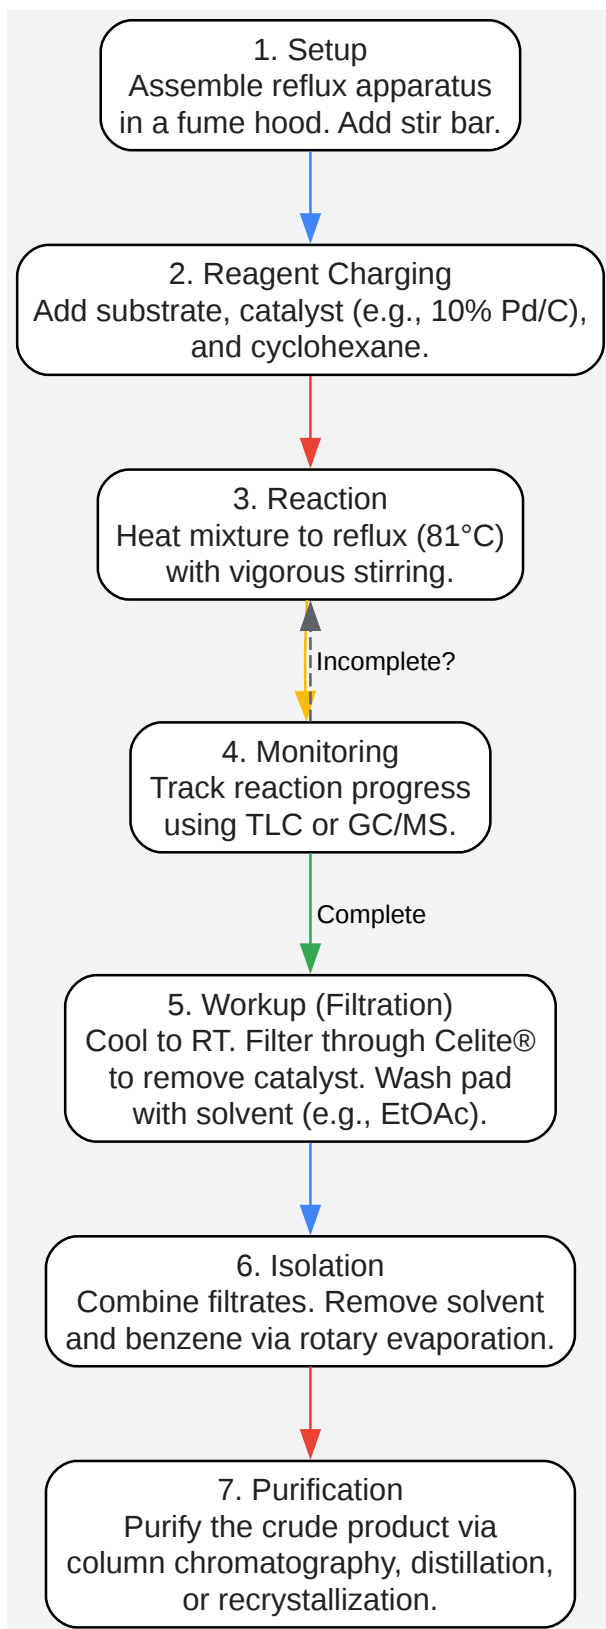 1. Setup
Assemble reflux apparatus
in a fume hood. Add stir bar.
2. Reagent Charging
Add substrate, catalyst (e.g., 10% Pd/C),
and cyclohexane.
3. Reaction
Heat mixture to reflux (81°C)
with vigorous stirring.
Incomplete?
4. Monitoring
Track reaction progress
using TLC or GC/MS.
Complete
5. Workup (Filtration)
Cool to RT. Filter through Celite®
to remove catalyst. Wash pad
with solvent (e.g., EtOAc).
6. Isolation
Combine filtrates. Remove solvent
and benzene via rotary evaporation.
7. Purification
Purify the crude product via
column chromatography, distillation,
or recrystallization.